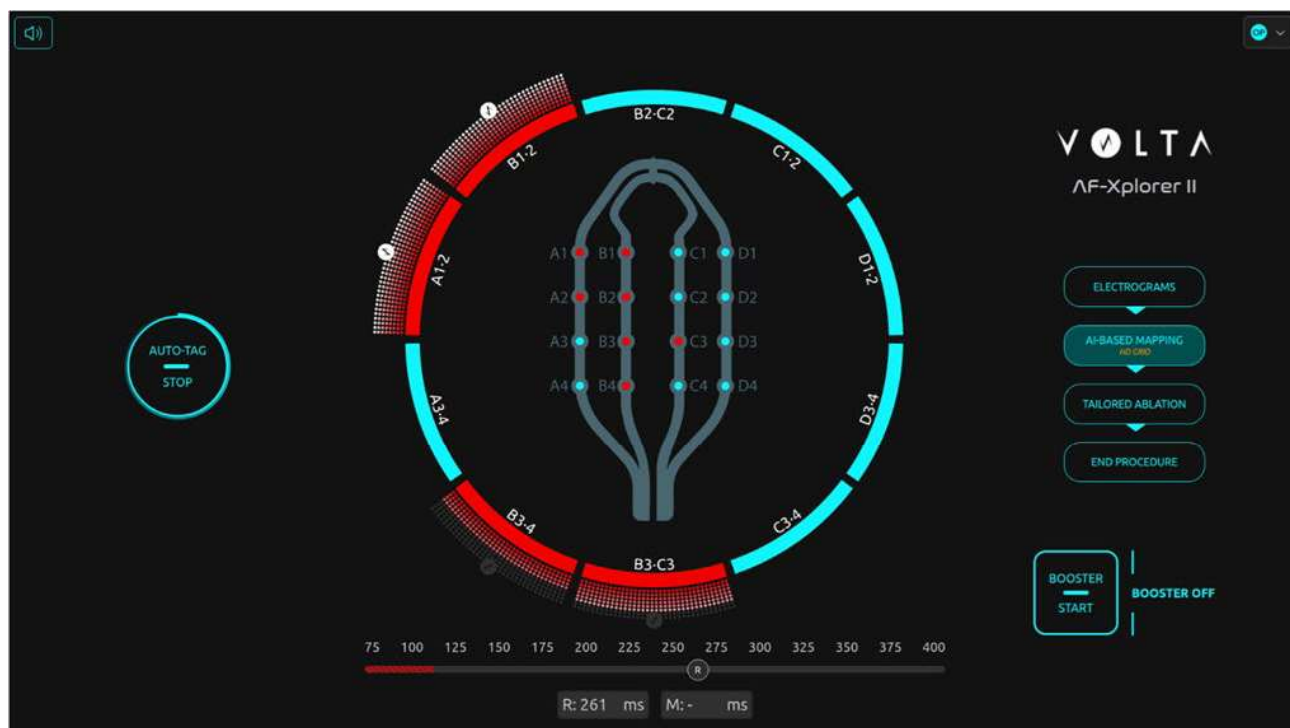 OP
VOLTA
AF-Xplorer II
B2-C2
B1-2
C1-2
A1-2
D1-2
A1 B1 C1 D1
A2 B2 C2 D2
A3 B3 C3 D3
A4 B4 C4 D4
A3-4
D3-4
B3-4
C3-4
B3-C3
AUTO-TAG
STOP
ELECTROGRAMS
AI-BASED MAPPING
HD GRID
TAILORED ABLATION
END PROCEDURE
BOOSTER
START
BOOSTER OFF
75 100 125 150 175 200 225 250 275 300 325 350 375 400
R
R: 261 ms M: - ms